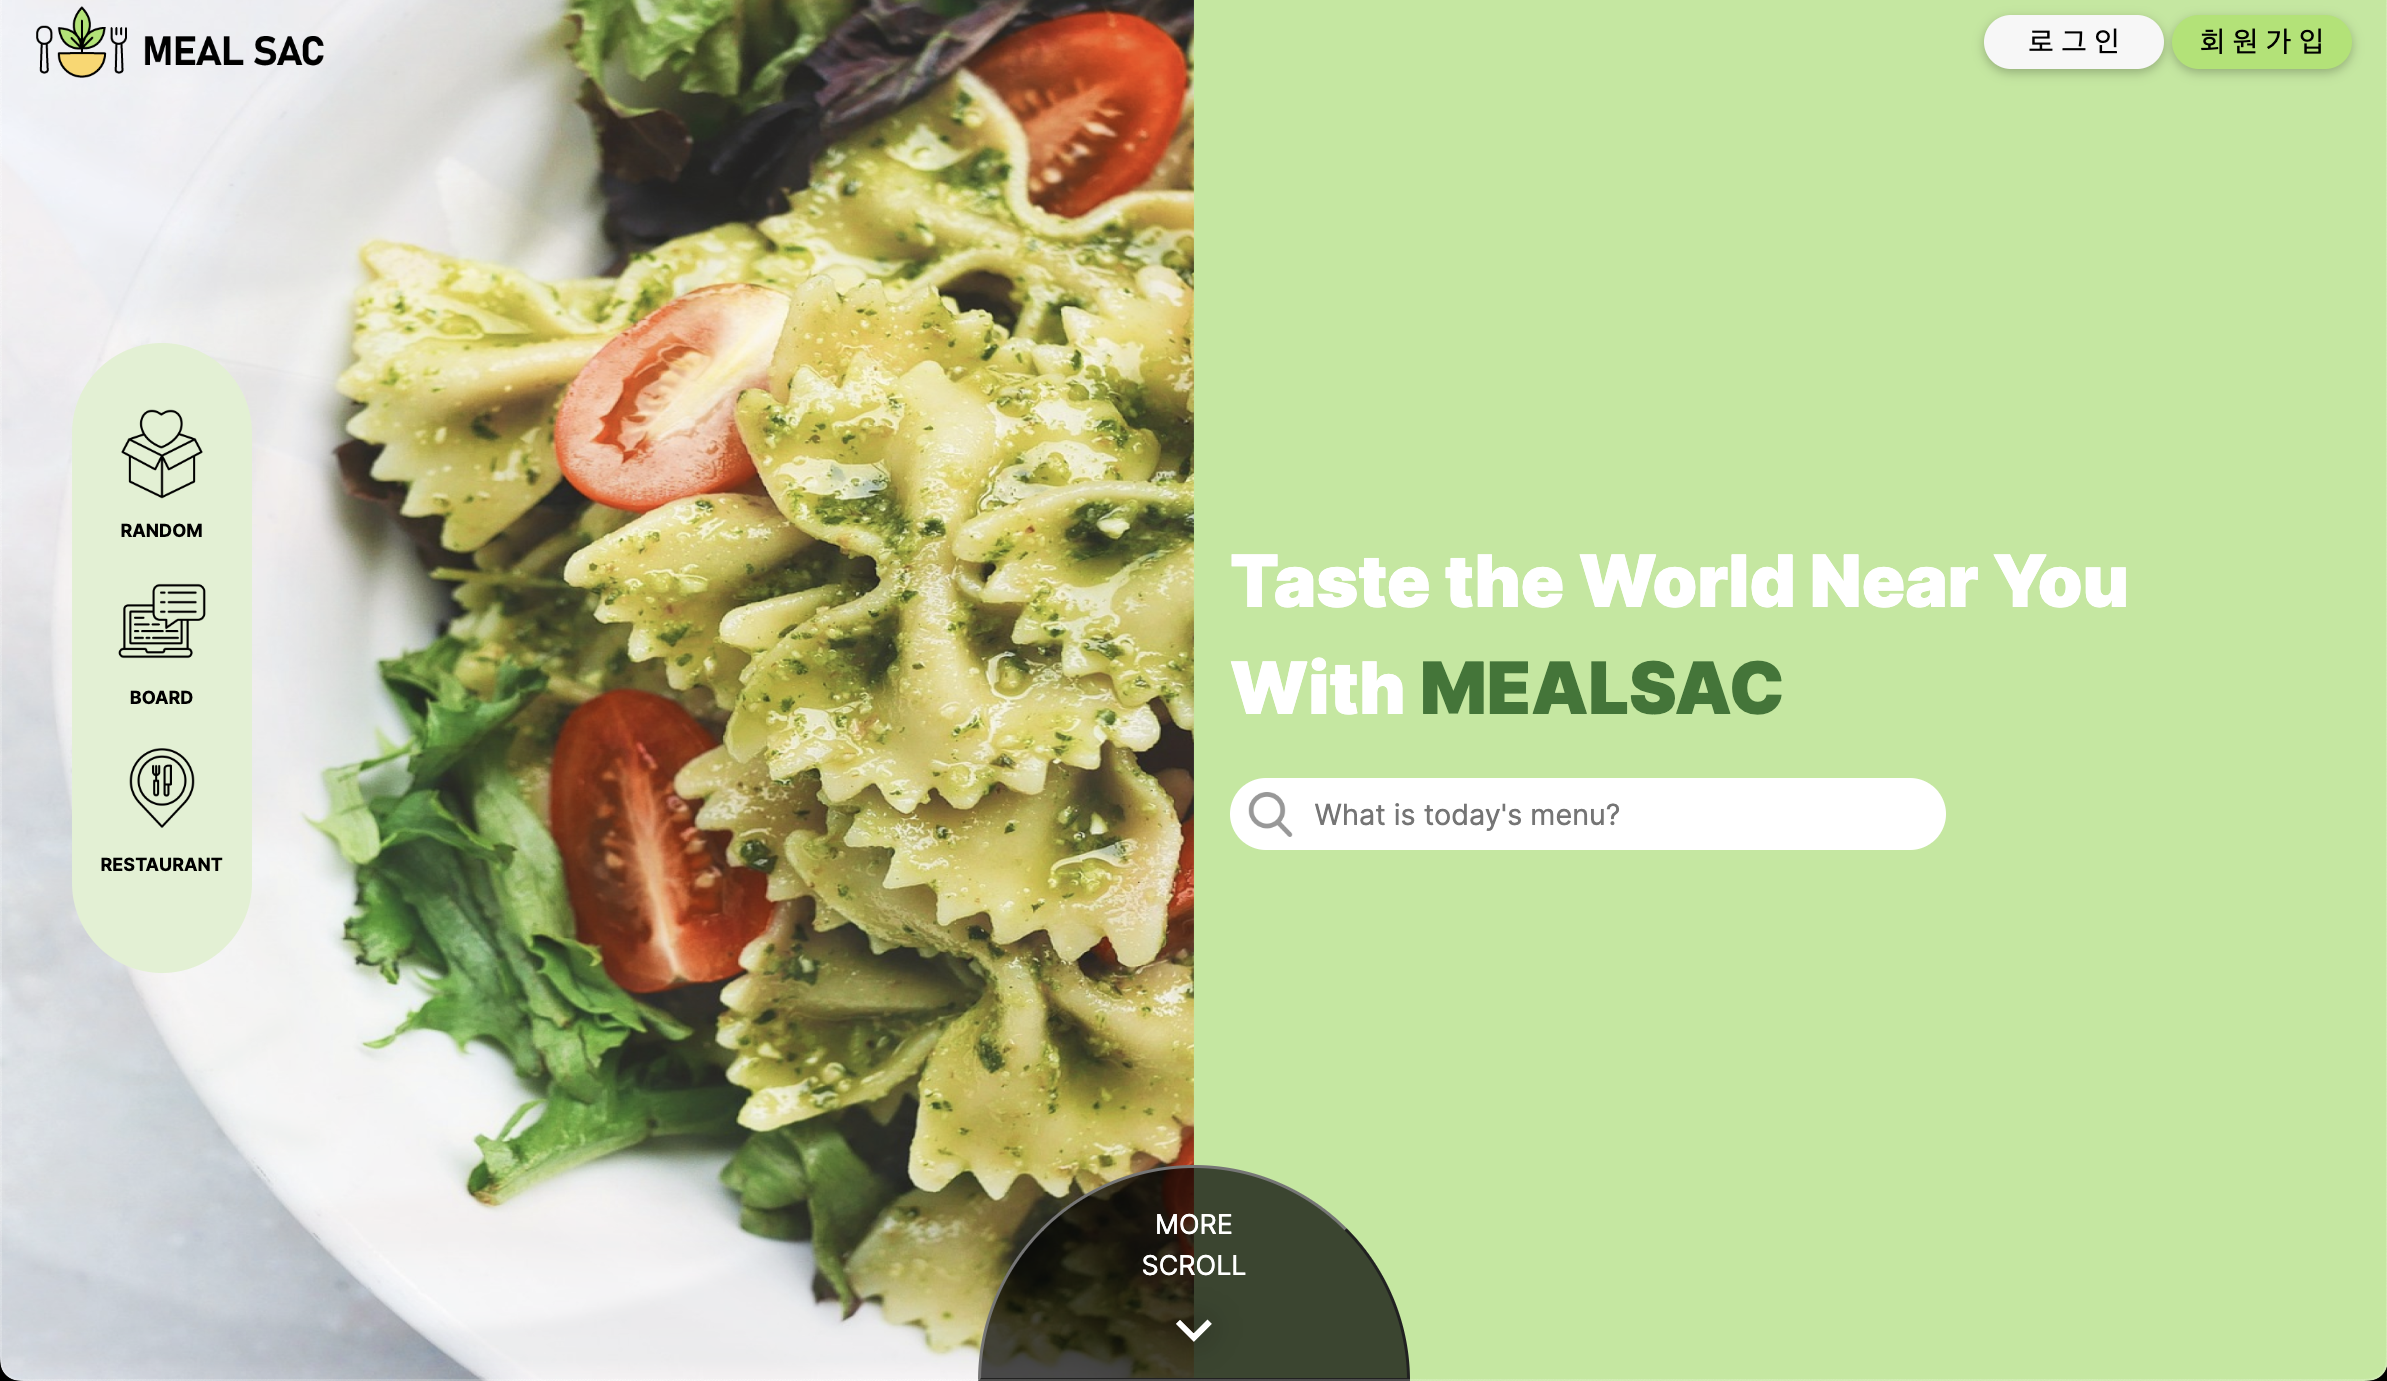 MEAL SAC
로그인
회원가입
RANDOM
BOARD
RESTAURANT
Taste the World Near You
With MEALSAC
What is today's menu?
MORE
SCROLL